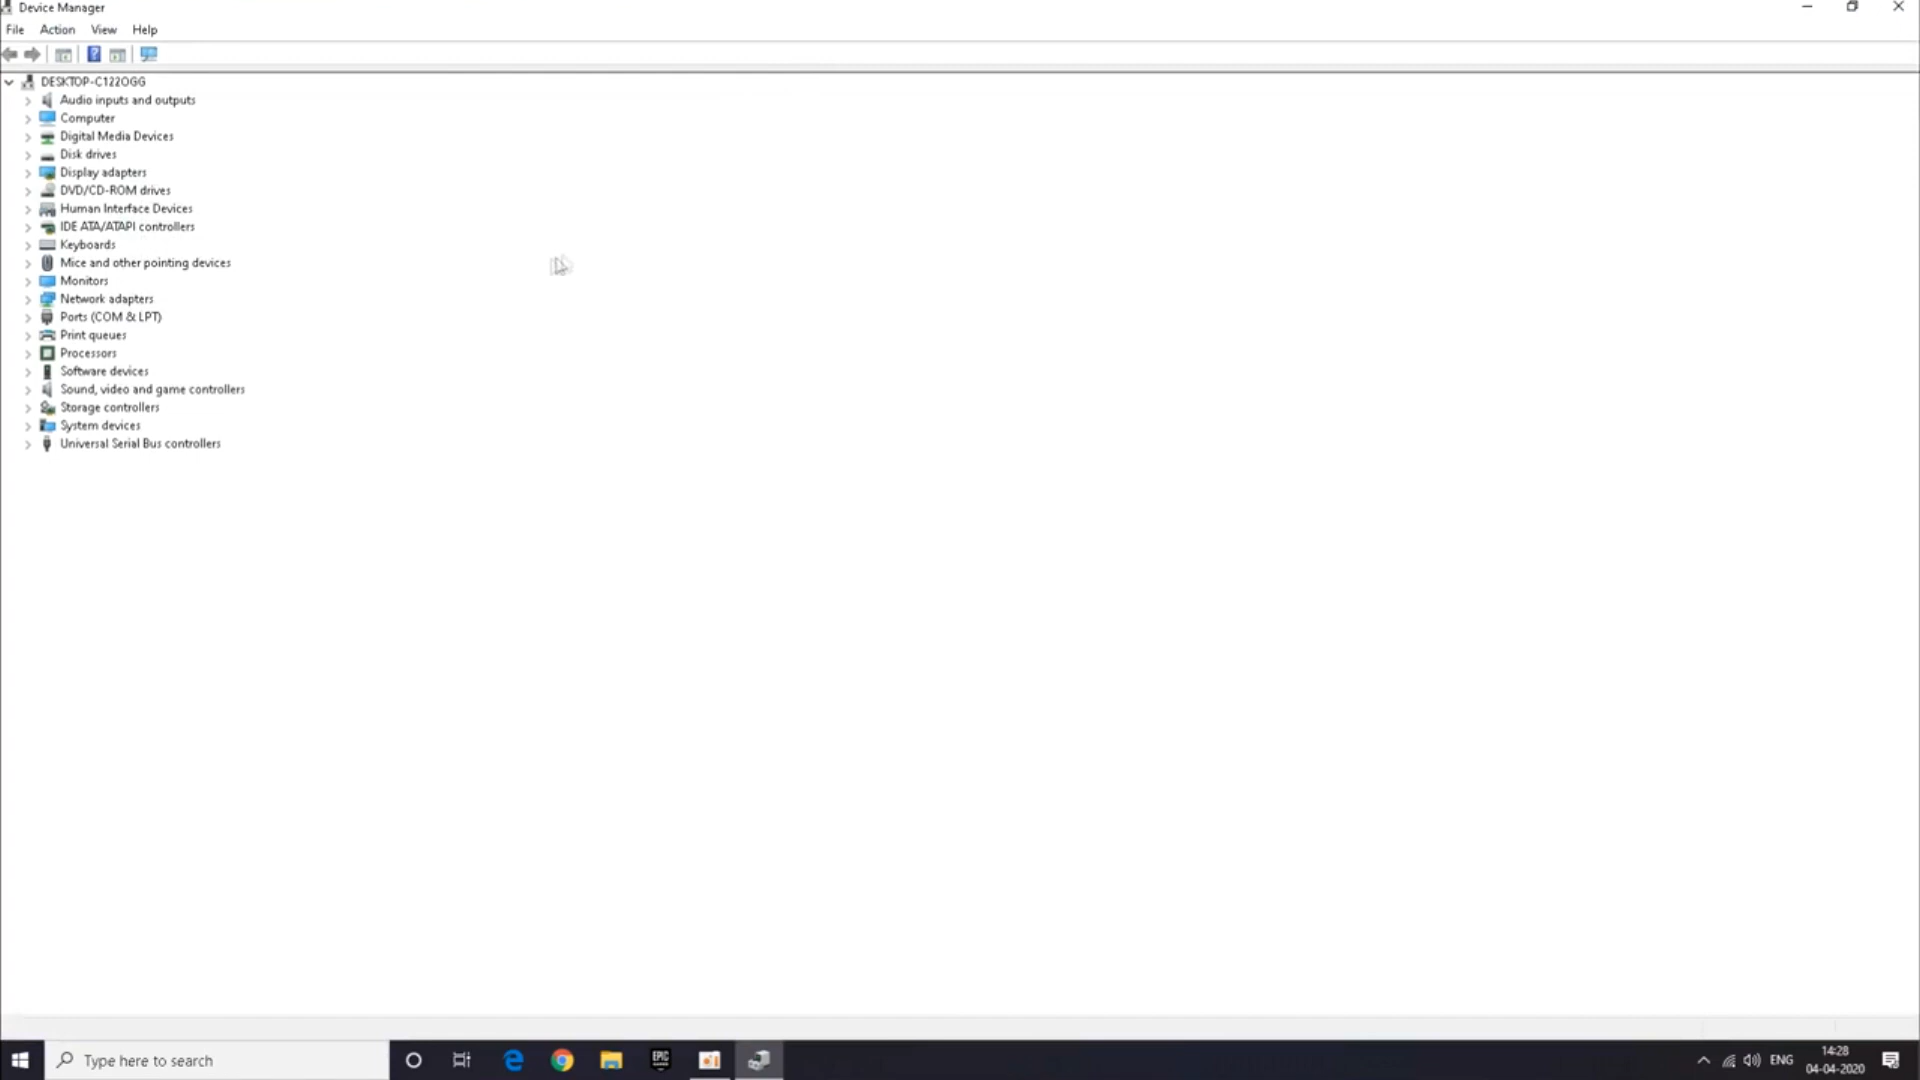 Device Manager
File Action View Help
DESKTOP-C122OGG
Audio inputs and outputs
Computer
Digital Media Devices
Disk drives
Display adapters
DVD/CD-ROM drives
Human Interface Devices
IDE ATA/ATAPI controllers
Keyboards
Mice and other pointing devices
Monitors
Network adapters
Ports (COM & LPT)
Print queues
Processors
Software devices
Sound, video and game controllers
Storage controllers
System devices
Universal Serial Bus controllers
Type here to search
EPIC
ENG
14:28
04-04-2020